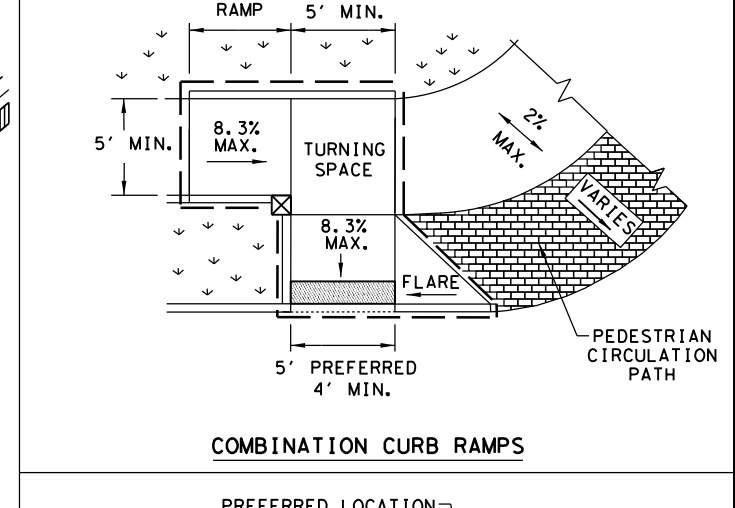 RAMP
5' MIN.
5' MIN.
8.3%
MAX.
TURNING
SPACE
2%
MAX.
VARIES
8.3%
MAX.
FLARE
PEDESTRIAN
CIRCULATION
PATH
5' PREFERRED
4' MIN.
COMBINATION CURB RAMPS
PREFERRED LOCATION